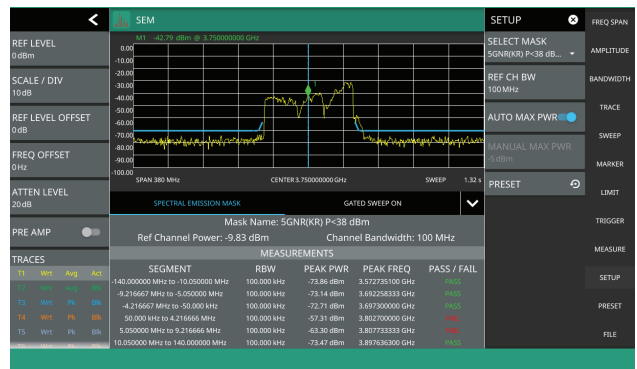 SEM
SETUP
FREQ SPAN
M1 -42.79 dBm @ 3.750000000 GHz
REF LEVEL
0 dBm
SCALE / DIV
10 dB
REF LEVEL OFFSET
0 dB
FREQ OFFSET
0 Hz
ATTEN LEVEL
20 dB
PRE AMP
TRACES
T1 Wrt Avg Act
T2 Wrt Avg Blk
T3 Wrt Pk Blk
T4 Wrt Pk Blk
T5 Wrt Pk Blk
0.00
-10.00
-20.00
-30.00
-40.00
-50.00
-60.00
-70.00
-80.00
-90.00
-100.00
1
SPAN 380 MHz CENTER 3.750000000 GHz SWEEP 1.32 s
SPECTRAL EMISSION MASK GATED SWEEP ON
Mask Name: 5GNR(KR) P<38 dBm
Ref Channel Power: -9.83 dBm Channel Bandwidth: 100 MHz
MEASUREMENTS
SEGMENT RBW PEAK PWR PEAK FREQ PASS / FAIL
-140.000000 MHz to -10.050000 MHz 100.000 kHz -73.86 dBm 3.572735100 GHz PASS
-9.216667 MHz to -5.050000 MHz 100.000 kHz -73.14 dBm 3.692258333 GHz PASS
-4.216667 MHz to -50.000 kHz 100.000 kHz -72.71 dBm 3.697300000 GHz PASS
50.000 kHz to 4.216666 MHz 100.000 kHz -57.31 dBm 3.802700000 GHz
5.050000 MHz to 9.216666 MHz 100.000 kHz -63.30 dBm 3.807733333 GHz
10.050000 MHz to 140.000000 MHz 100.000 kHz -73.47 dBm 3.897636300 GHz PASS
SELECT MASK
5GNR(KR) P<38 dB...
REF CH BW
100 MHz
AUTO MAX PWR
MANUAL MAX PWR
-5 dBm
PRESET
AMPLITUDE
BANDWIDTH
TRACE
SWEEP
MARKER
LIMIT
TRIGGER
MEASURE
SETUP
PRESET
FILE